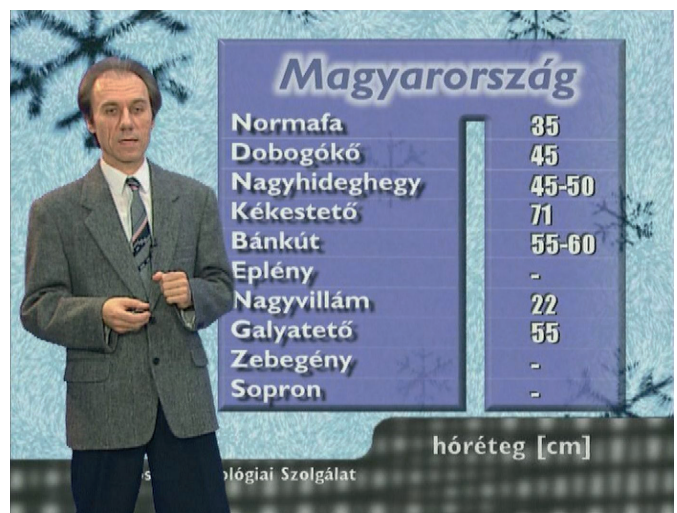 Magyarország
Normafa 35
Dobogókő 45
Nagyhideghegy 45-50
Kékestető 71
Bánkút 55-60
Eplény -
Nagyvillám 22
Galyatető 55
Zebegény -
Sopron -
hóréteg [cm]
Szolgálat